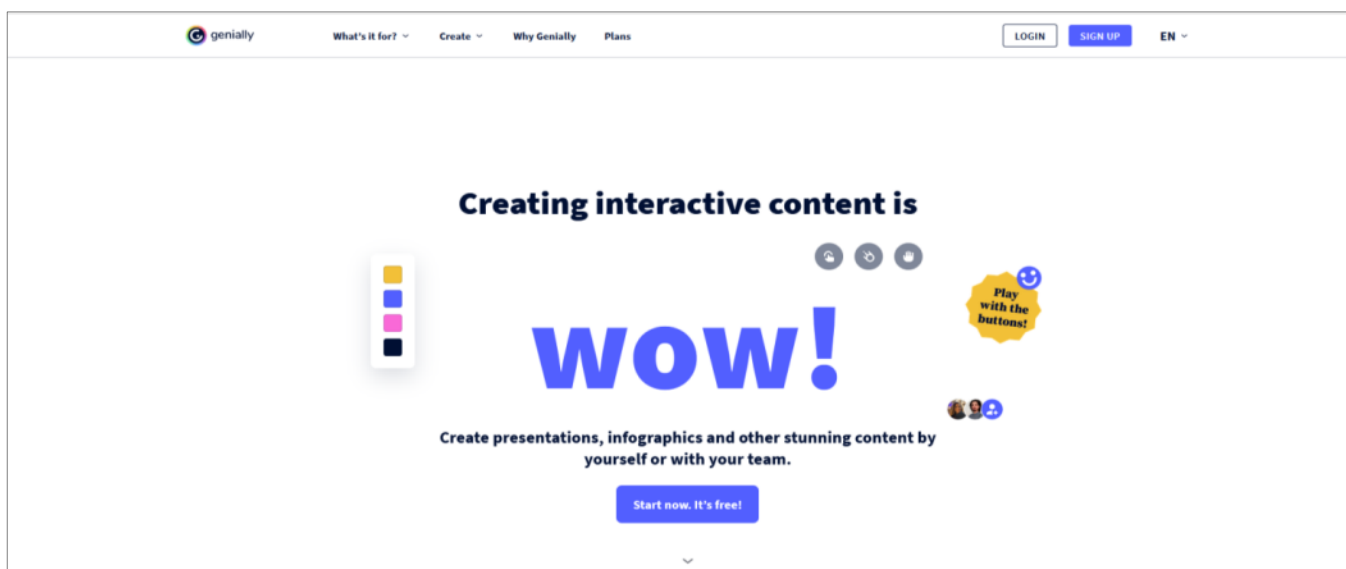 genially
What's it for?
Create
Why Genially
Plans
LOGIN
SIGN UP
EN
Creating interactive content is
Play
with the
buttons!
wow!
Create presentations, infographics and other stunning content by
yourself or with your team.
Start now. It's free!